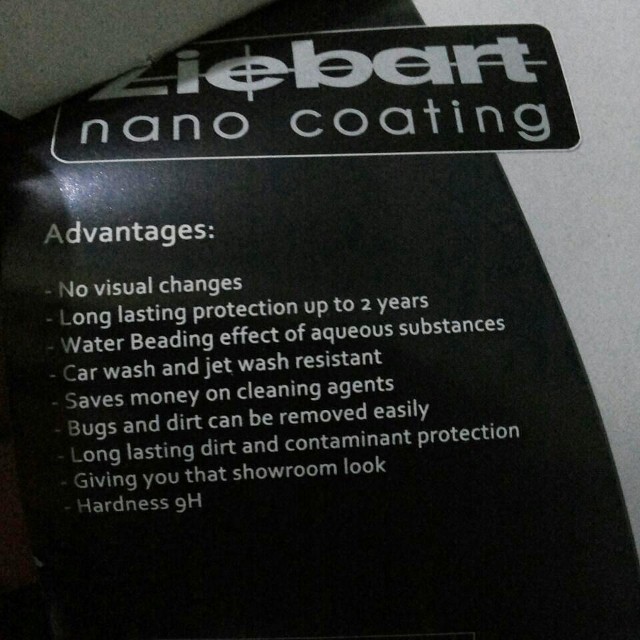 Ziebart
nano coating
Advantages:
- No visual changes
- Long lasting protection up to 2 years
- Water Beading effect of aqueous substances
- Car wash and jet wash resistant
- Saves money on cleaning agents
- Bugs and dirt can be removed easily
- Long lasting dirt and contaminant protection
- Giving you that showroom look
- Hardness 9H